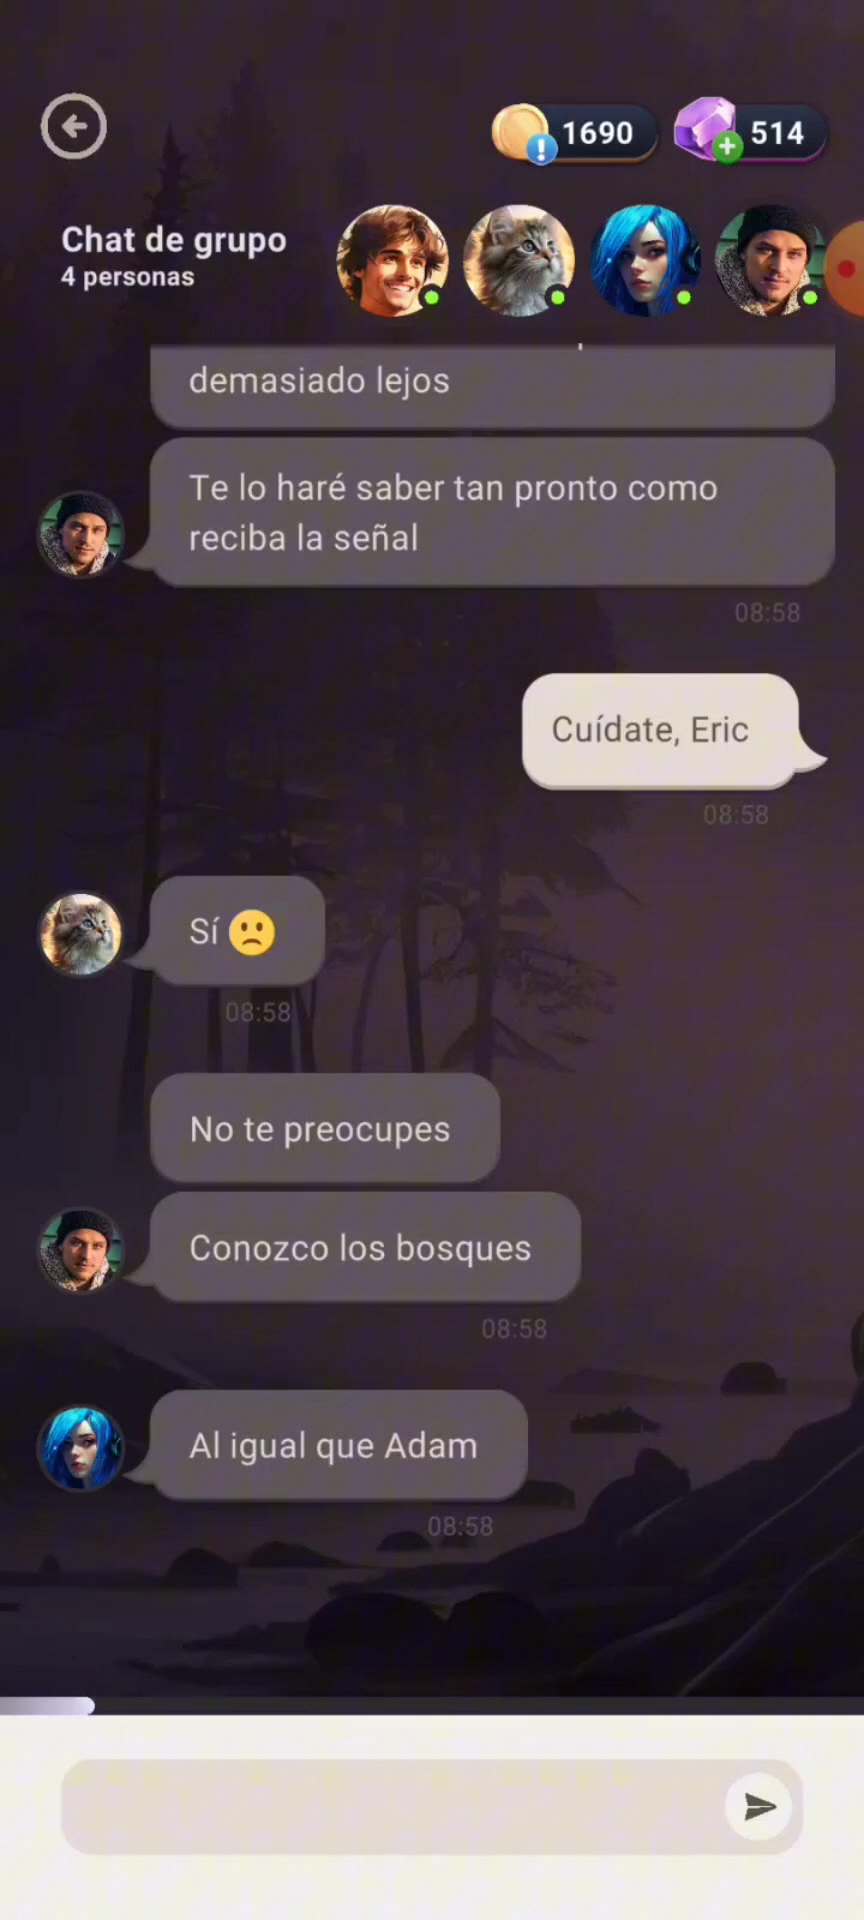 1690
514
Chat de grupo
4 personas
demasiado lejos
Te lo haré saber tan pronto como
reciba la señal
08:58
Cuídate, Eric
08:58
Sí
08:58
No te preocupes
Conozco los bosques
08:58
Al igual que Adam
08:58